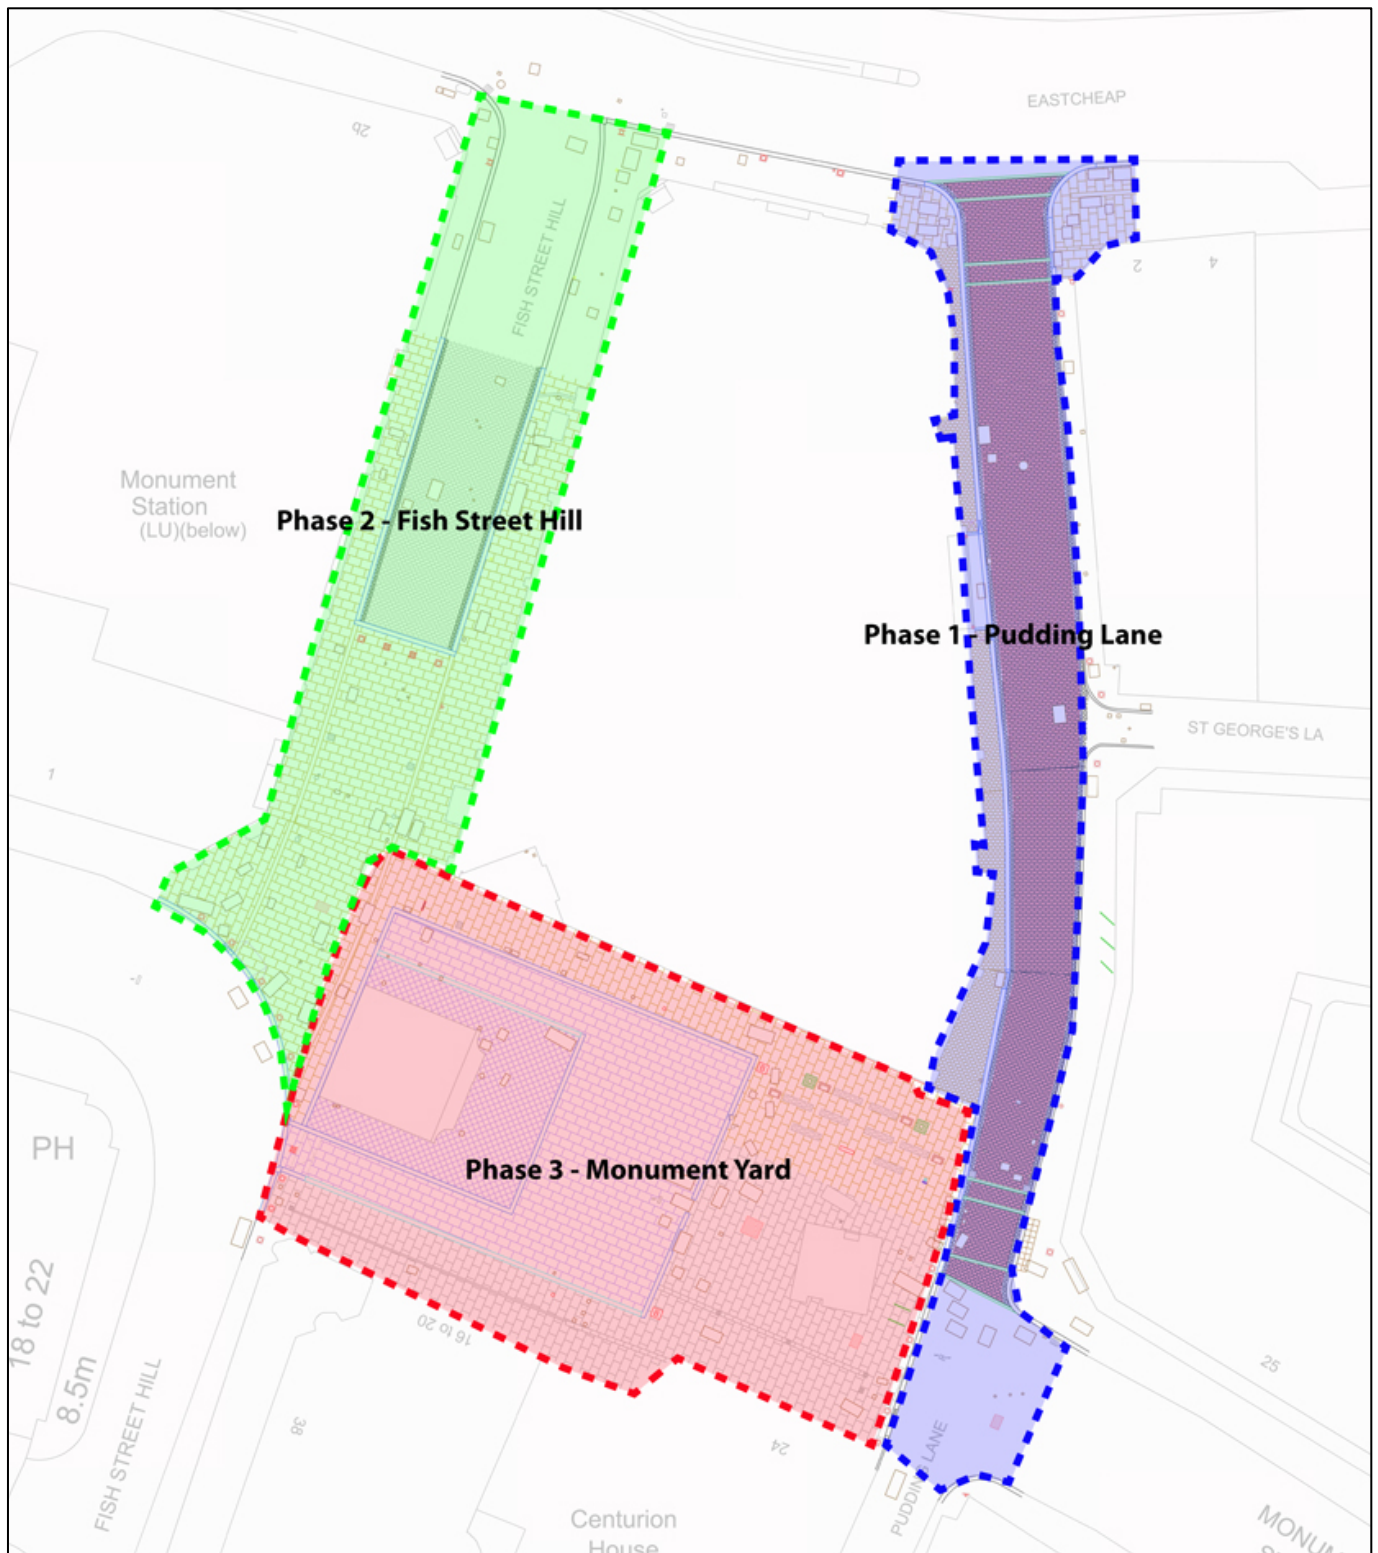 EASTCHEAP
2b
FISH STREET HILL
2
4
Monument
Station
(LU)(below)
Phase 2 - Fish Street Hill
Phase 1 - Pudding Lane
ST GEORGE'S LA
1
PH
Phase 3 - Monument Yard
18 to 22
8.5m
16 to 20
FISH STREET HILL
38
24
25
PUDDING LANE
Centurion
House